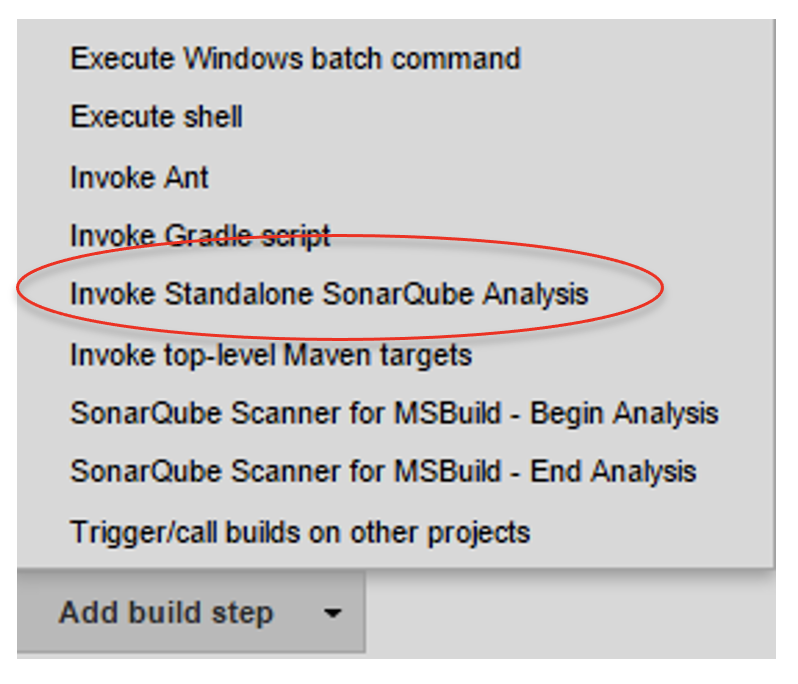 Execute Windows batch command
Execute shell
Invoke Ant
Invoke Gradle script
Invoke Standalone SonarQube Analysis
Invoke top-level Maven targets
SonarQube Scanner for MSBuild - Begin Analysis
SonarQube Scanner for MSBuild - End Analysis
Trigger/call builds on other projects
Add build step